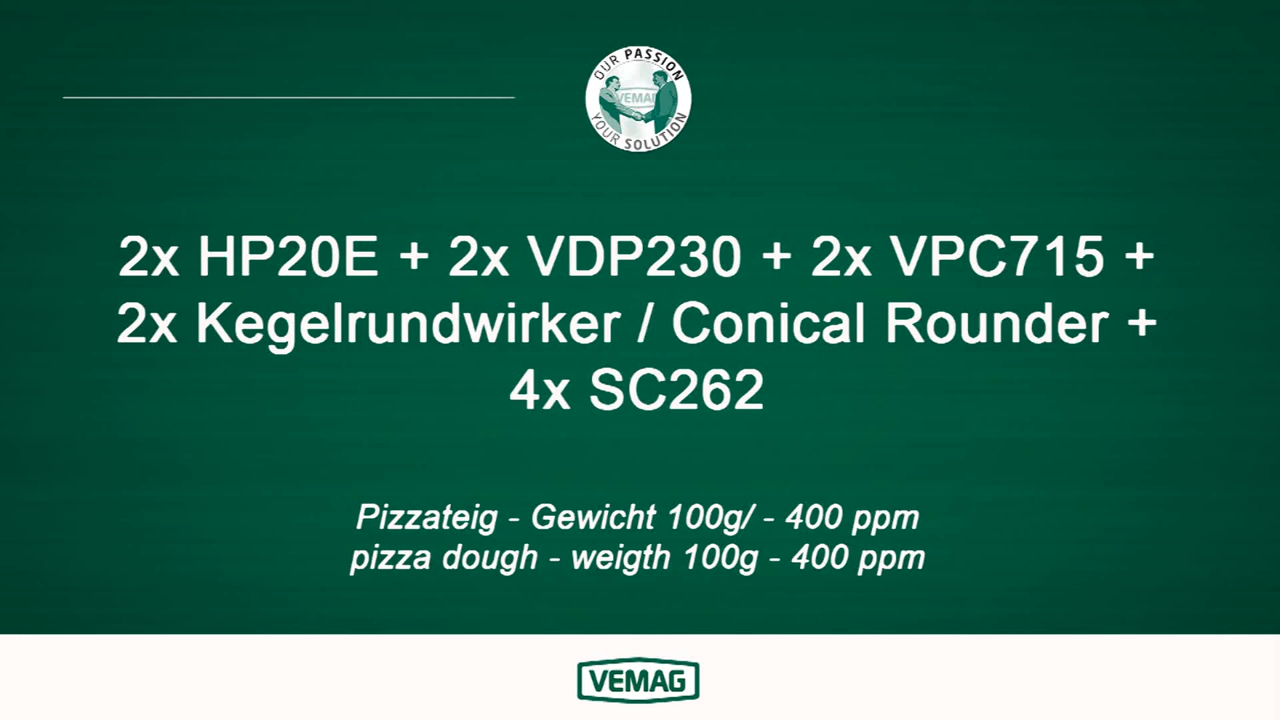 OUR PASSION
VEMAG
YOUR SOLUTION
2x HP20E + 2x VDP230 + 2x VPC715 +
2x Kegelrundwirker / Conical Rounder +
4x SC262
Pizzateig - Gewicht 100g/ - 400 ppm
pizza dough - weigth 100g - 400 ppm
VEMAG